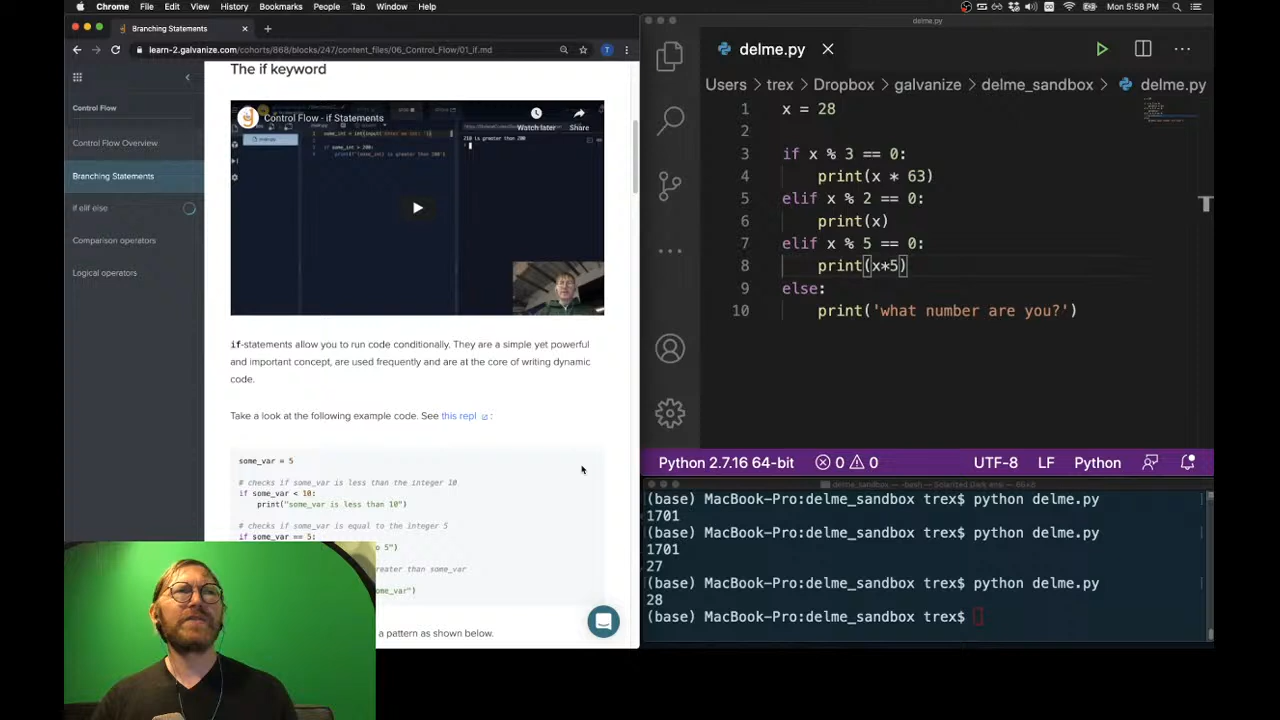 Chrome File Edit View History Bookmarks People Tab Window Help
Mon 5:58 PM
Branching Statements
learn-2.galvanize.com/cohorts/868/blocks/247/content_files/06_Control_Flow/01_if.md
T
Control Flow
Control Flow Overview
Branching Statements
if elif else
Comparison operators
Logical operators
The if keyword
Control Flow - if Statements
Watch later
Share
if-statements allow you to run code conditionally. They are a simple yet powerful
and important concept, are used frequently and are at the core of writing dynamic
code.
Take a look at the following example code. See this repl :
some_var = 5
# checks if some_var is less than the integer 10
if some_var < 10:
print("some_var is less than 10")
# checks if some_var is equal to the integer 5
if some_var == 5:
o 5")
reater than some_var
ome_var")
a pattern as shown below.
delme.py
delme.py
Users trex Dropbox galvanize delme_sandbox delme.py
1 x = 28
2
3 if x % 3 == 0:
4 print(x * 63)
5 elif x % 2 == 0:
6 print(x)
7 elif x % 5 == 0:
8 print(x*5)
9 else:
10 print('what number are you?')
Python 2.7.16 64-bit 0 0 UTF-8 LF Python
(base) MacBook-Pro:delme_sandbox trex$ python delme.py
1701
(base) MacBook-Pro:delme_sandbox trex$ python delme.py
1701
27
(base) MacBook-Pro:delme_sandbox trex$ python delme.py
28
(base) MacBook-Pro:delme_sandbox trex$